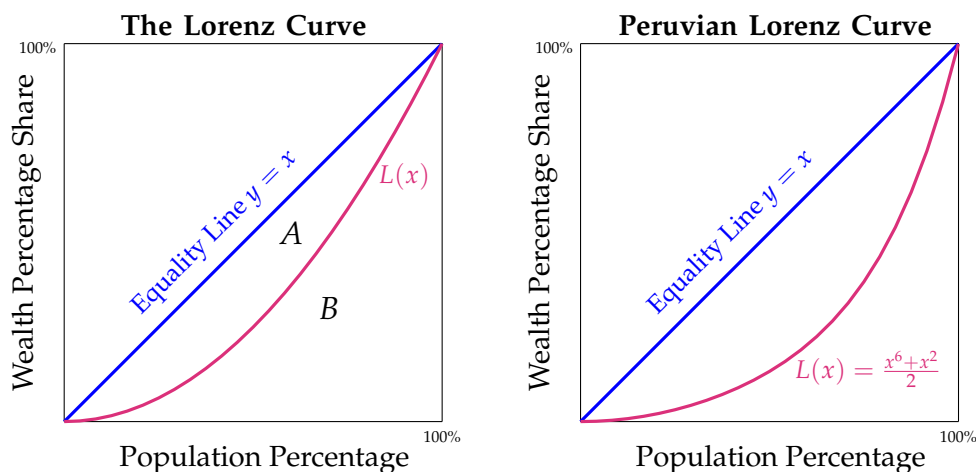 The Lorenz Curve
100%
Wealth Percentage Share
Equality Line y = x
L(x)
A
B
100%
Population Percentage
Peruvian Lorenz Curve
100%
Wealth Percentage Share
Equality Line y = x
L(x) = \frac{x^6+x^2}{2}
100%
Population Percentage